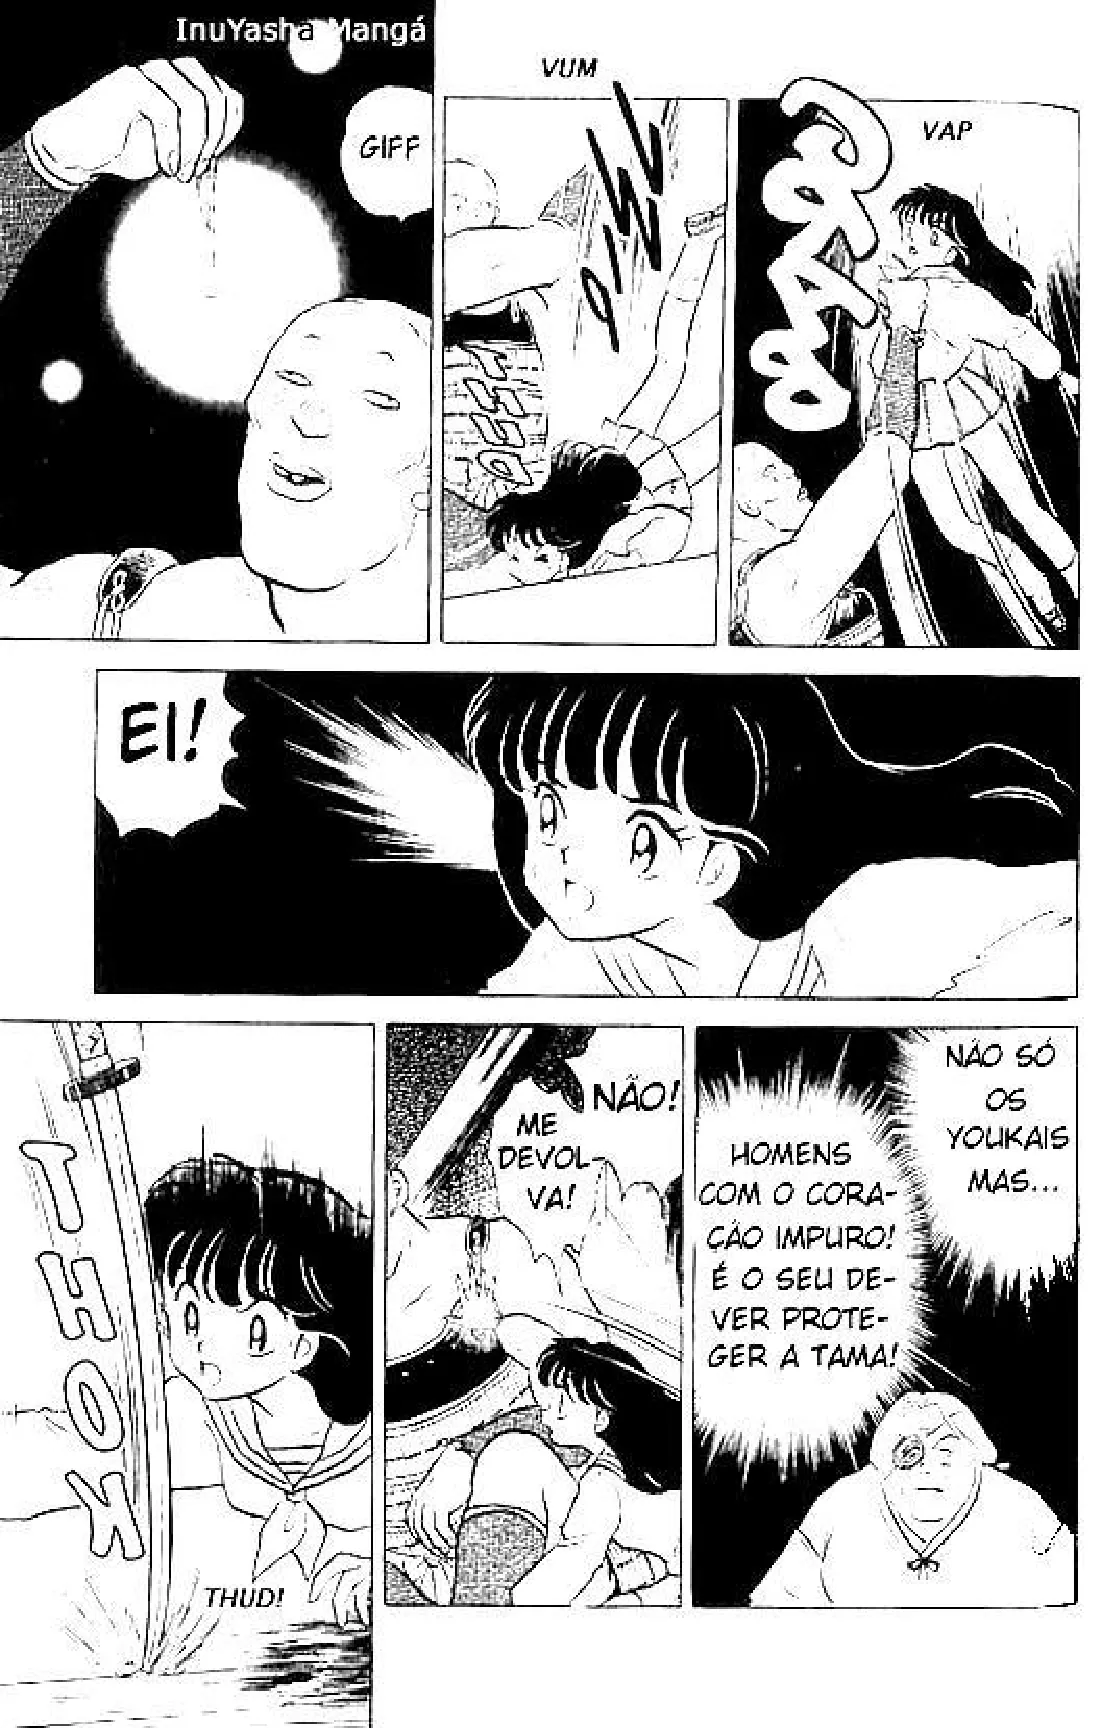 InuYasha Mangá
VAP
VUM
GIFF
EI!
NÃO SÓ
OS
YOUKAIS
MAS...
HOMENS
COM O CORA-
ÇÃO IMPURO!
É O SEU DE-
VER PROTE-
GER A TAMA!
NÃO!
ME
DEVOL-
VA!
THOK
THUD!